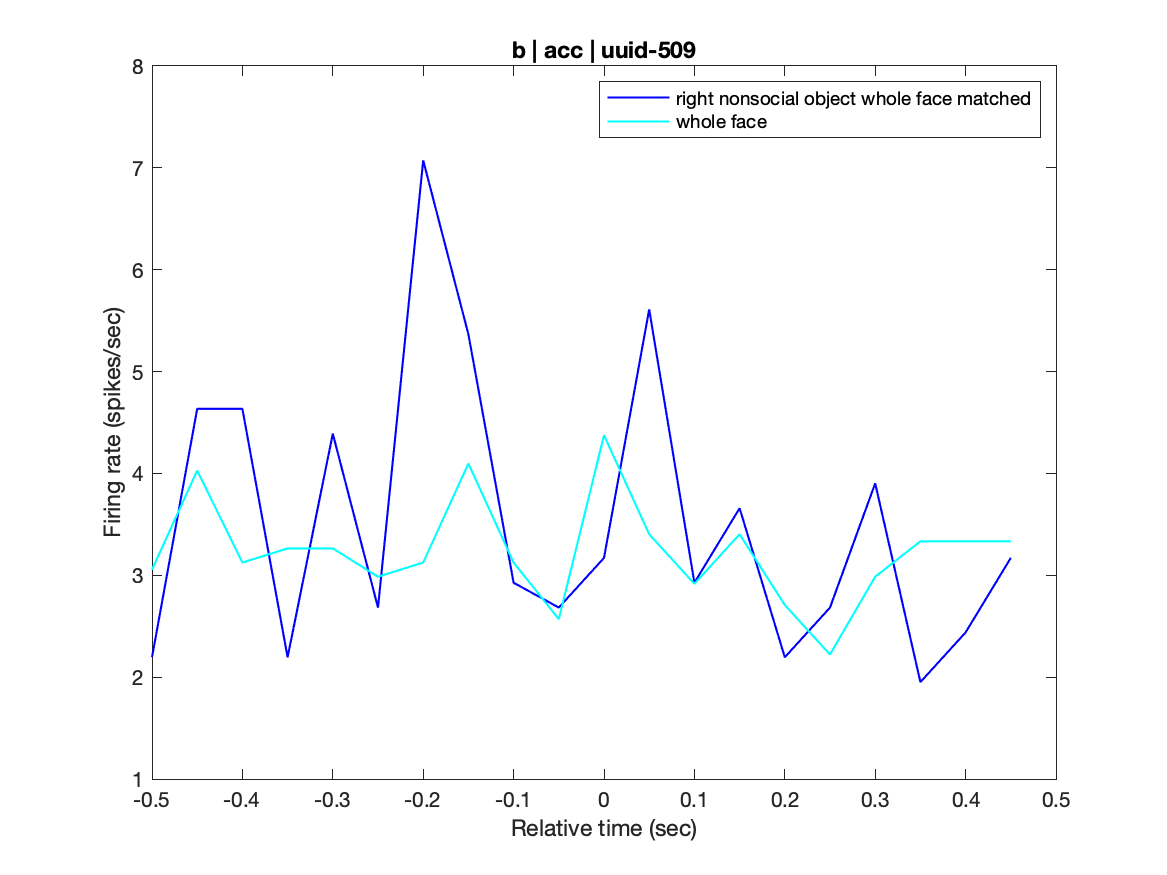 b | acc | uuid-509
right nonsocial object whole face matched
whole face
Firing rate (spikes/sec)
8
7
6
5
4
3
2
1
-0.5 -0.4 -0.3 -0.2 -0.1 0 0.1 0.2 0.3 0.4 0.5
Relative time (sec)